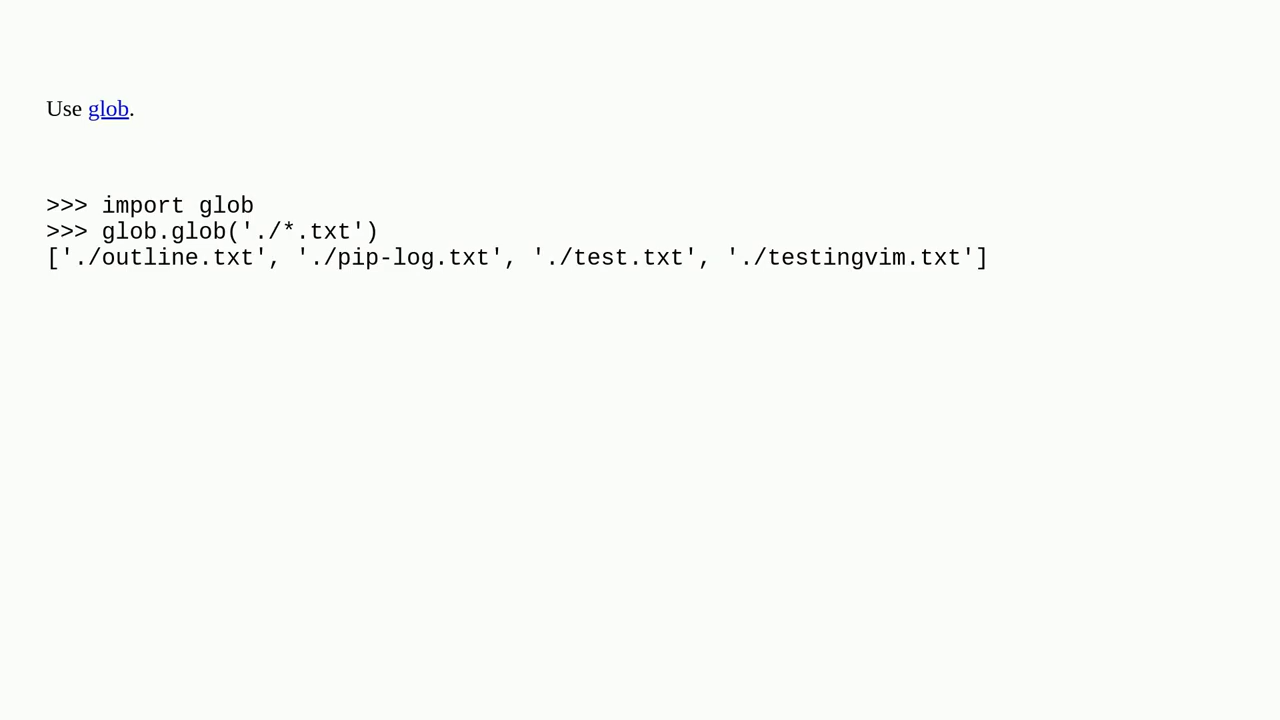 Use glob.
>>> import glob
>>> glob.glob('./*.txt')
['./outline.txt', './pip-log.txt', './test.txt', './testingvim.txt']